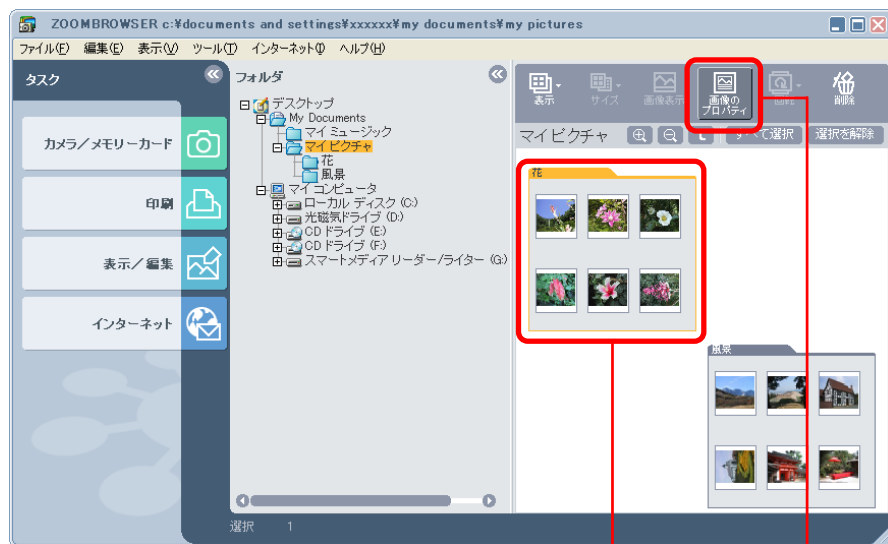 ZOOMBROWSER c:¥documents and settings¥xxxxxx¥my documents¥my pictures
ファイル(F) 編集(E) 表示(V) ツール(T) インターネット(I) ヘルプ(H)
タスク
カメラ/メモリーカード
印刷
表示/編集
インターネット
フォルダ
デスクトップ
My Documents
マイ ミュージック
マイ ピクチャ
花
風景
マイ コンピュータ
ローカル ディスク (C:)
光磁気ドライブ (D:)
CD ドライブ (E:)
CD ドライブ (F:)
スマートメディア リーダー/ライター (G:)
表示 サイズ 画像表示 画像の
プロパティ 回転 削除
マイ ピクチャ すべて選択 選択を解除
花
風景
選択 1